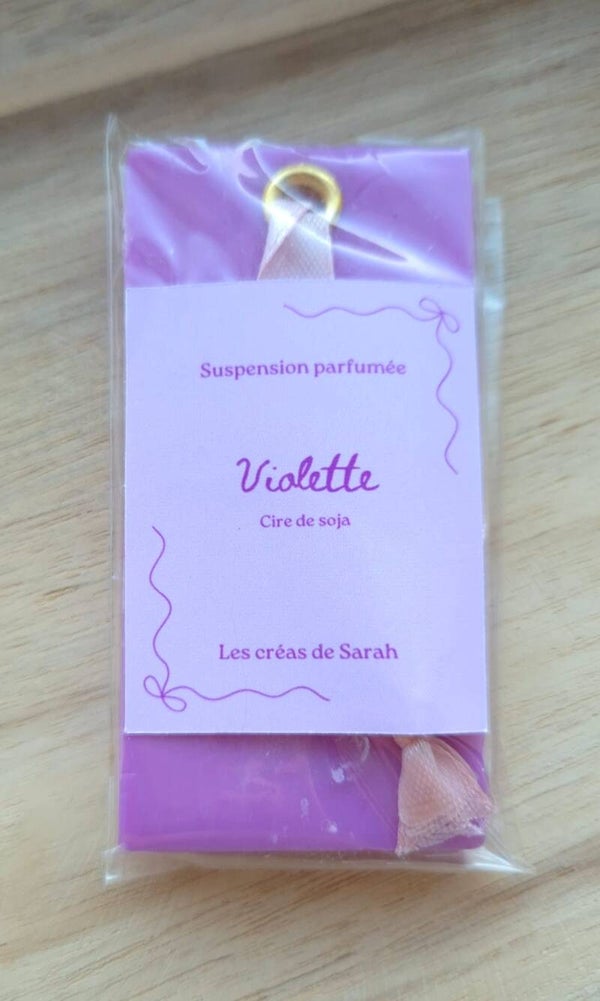 Suspension parfumée
Violette
Cire de soja
Les créas de Sarah